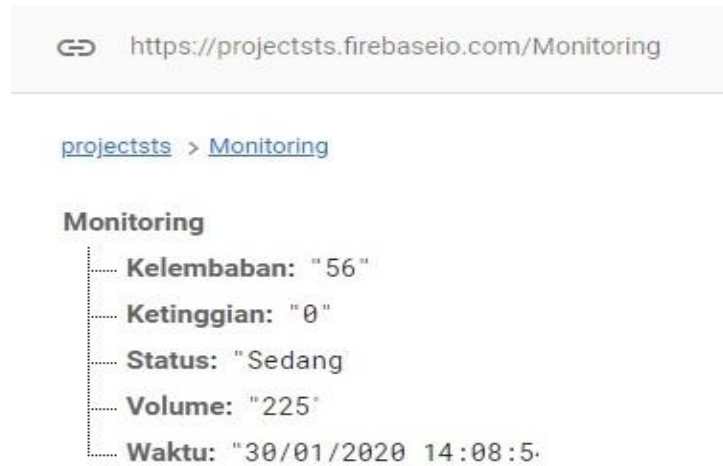 https://projectsts.firebaseio.com/Monitoring
projectsts > Monitoring
Monitoring
Kelembaban: "56"
Ketinggian: "0"
Status: "Sedang
Volume: "225"
Waktu: "30/01/2020 14:08:5